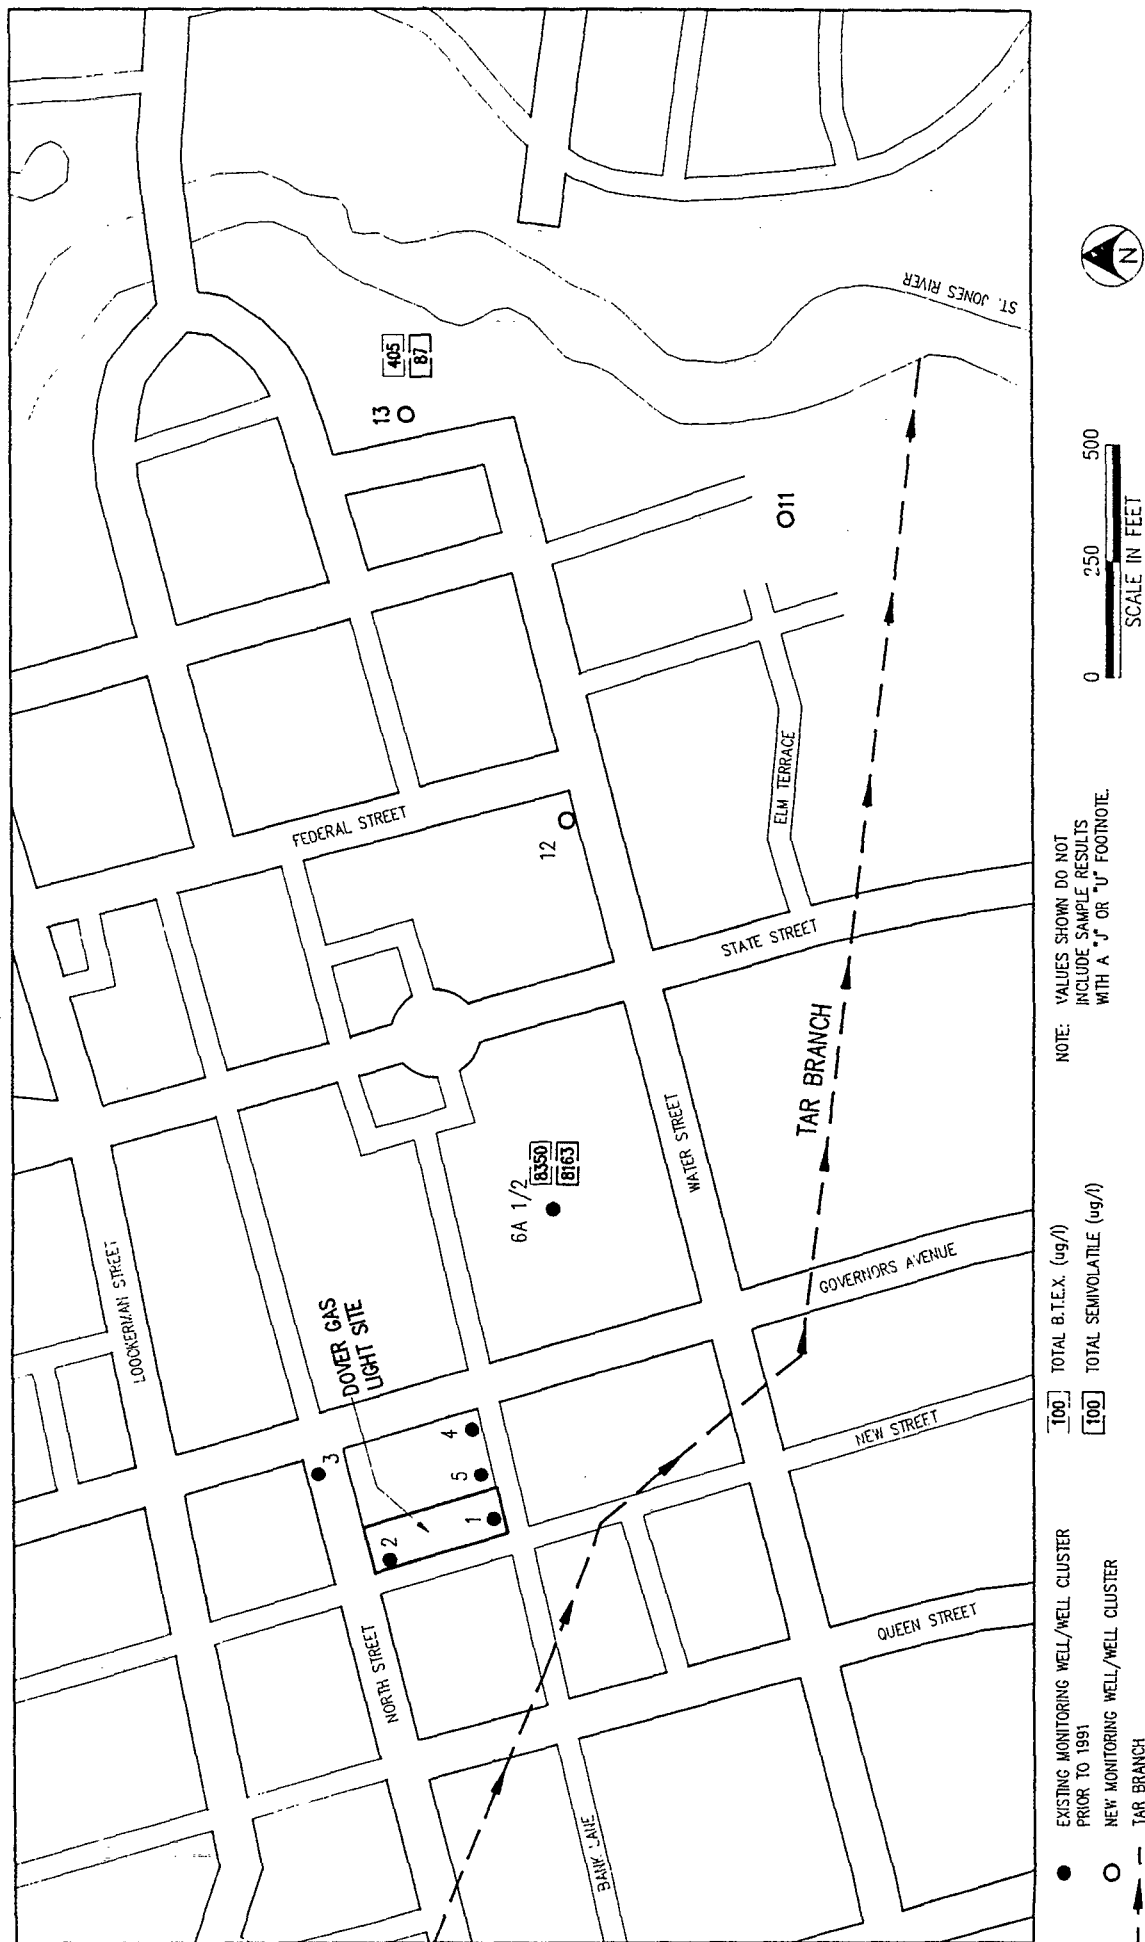 LOOCKERMAN STREET
FEDERAL STREET
NORTH STREET
BANK LANE
DOVER GAS
LIGHT SITE
2
3
1
5
4
6A 1/2
8350
8163
12
13
405
87
11
WATER STREET
STATE STREET
ELM TERRACE
GOVERNORS AVENUE
NEW STREET
QUEEN STREET
TAR BRANCH
ST. JONES RIVER
EXISTING MONITORING WELL/WELL CLUSTER
PRIOR TO 1991
NEW MONITORING WELL/WELL CLUSTER
TAR BRANCH
100 TOTAL B.T.E.X. (ug/l)
100 TOTAL SEMIVOLATILE (ug/l)
NOTE: VALUES SHOWN DO NOT
INCLUDE SAMPLE RESULTS
WITH A "J" OR "U" FOOTNOTE.
0 250 500
SCALE IN FEET
N